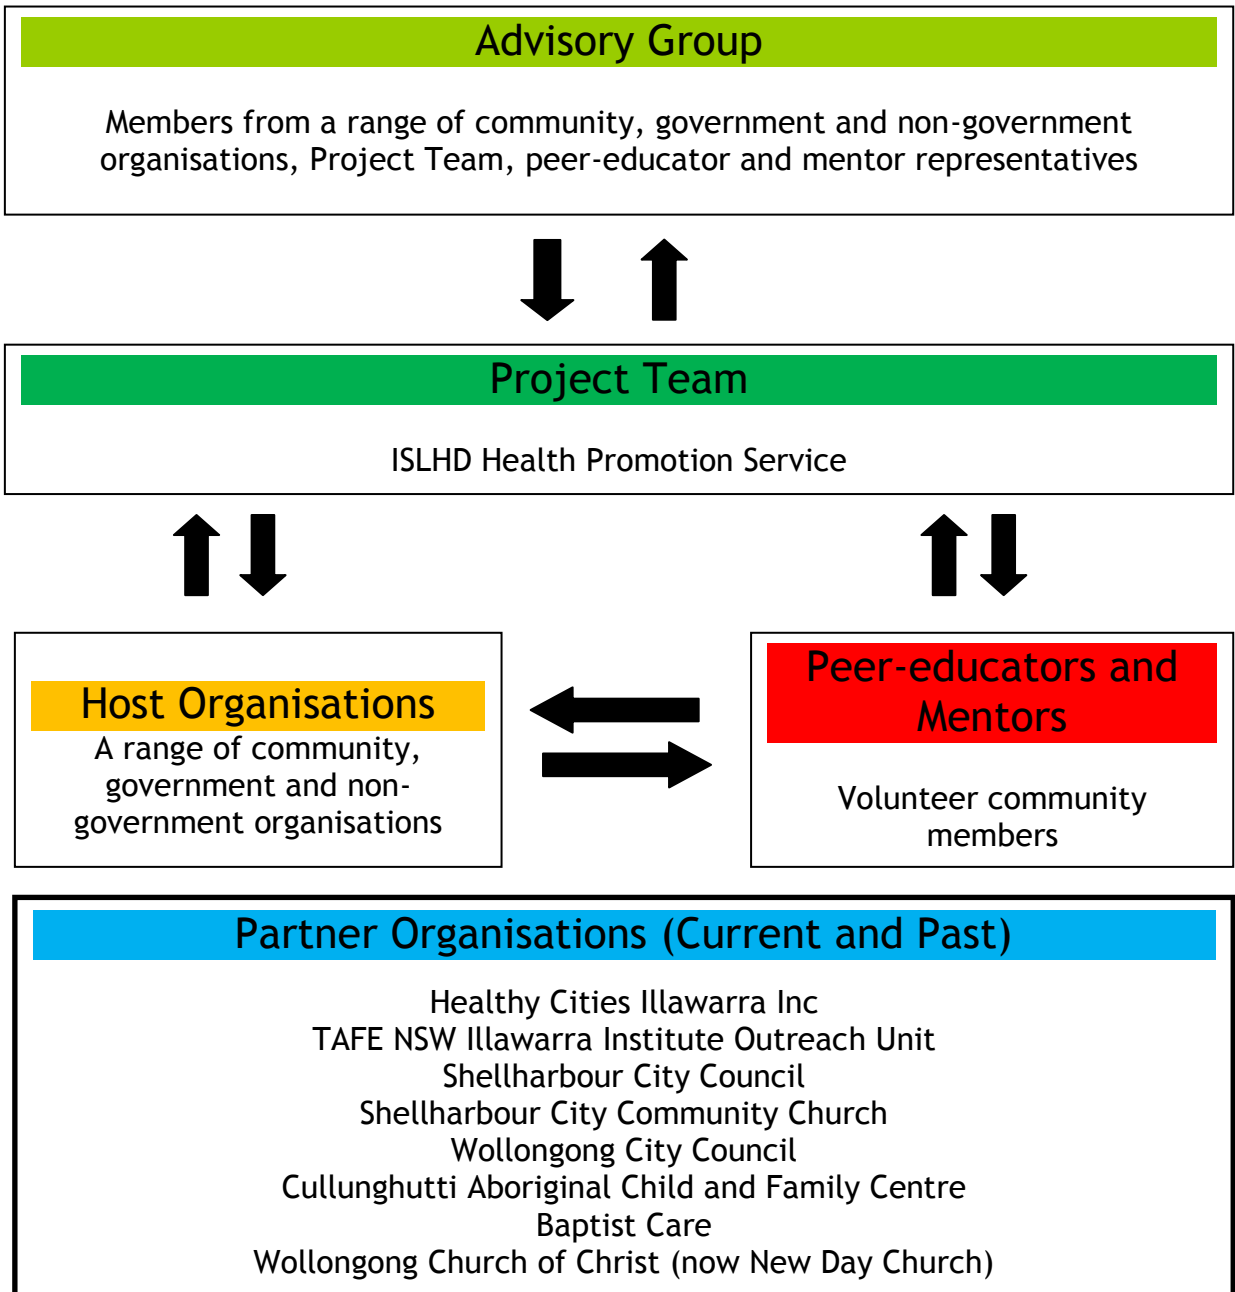 Advisory Group
Members from a range of community, government and non-government
organisations, Project Team, peer-educator and mentor representatives
Project Team
ISLHD Health Promotion Service
Host Organisations
A range of community,
government and non-
government organisations
Peer-educators and
Mentors
Volunteer community
members
Partner Organisations (Current and Past)
Healthy Cities Illawarra Inc
TAFE NSW Illawarra Institute Outreach Unit
Shellharbour City Council
Shellharbour City Community Church
Wollongong City Council
Cullunghutti Aboriginal Child and Family Centre
Baptist Care
Wollongong Church of Christ (now New Day Church)